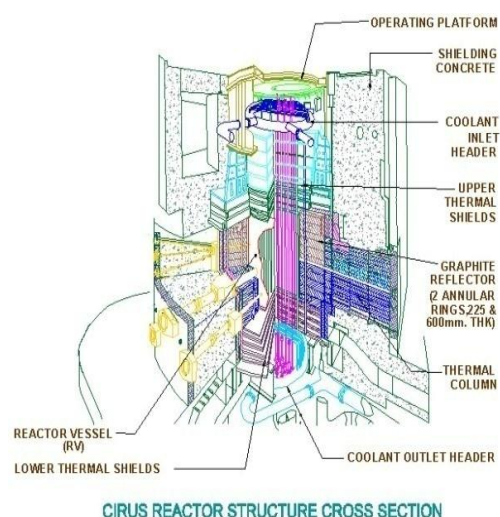 OPERATING PLATFORM
SHIELDING
CONCRETE
COOLANT
INLET
HEADER
UPPER
THERMAL
SHIELDS
GRAPHITE
REFLECTOR
(2 ANNULAR
RINGS,225 &
600mm. THK)
THERMAL
COLUMN
REACTOR VESSEL
(RV)
LOWER THERMAL SHIELDS
COOLANT OUTLET HEADER
CIRUS REACTOR STRUCTURE CROSS SECTION